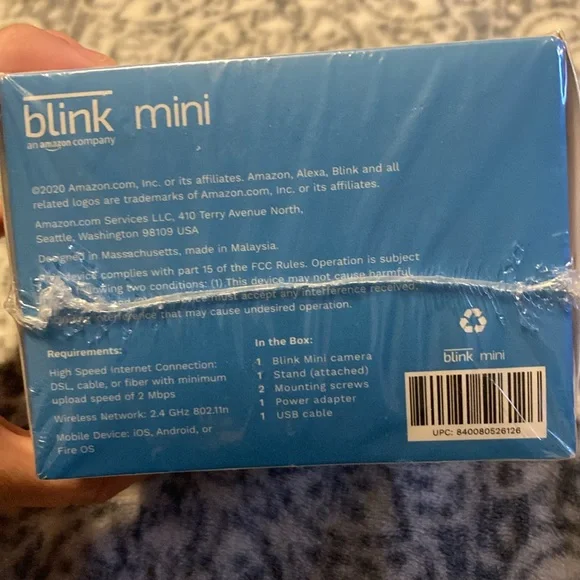 blink mini
an amazon company
©2020 Amazon.com, Inc. or its affiliates. Amazon, Alexa, Blink and all
related logos are trademarks of Amazon.com, Inc. or its affiliates.
Amazon.com Services LLC, 410 Terry Avenue North,
Seattle, Washington 98109 USA
Designed in Massachusetts, made in Malaysia.
device complies with part 15 of the FCC Rules. Operation is subject
following two conditions: (1) This device may not cause harmful
must accept any interference received,
interference that may cause undesired operation.
Requirements:
High Speed Internet Connection:
DSL, cable, or fiber with minimum
upload speed of 2 Mbps
Wireless Network: 2.4 GHz 802.11n
Mobile Device: iOS, Android, or
Fire OS
In the Box:
1 Blink Mini camera
1 Stand (attached)
2 Mounting screws
1 Power adapter
1 USB cable
blink mini
UPC: 840080526126